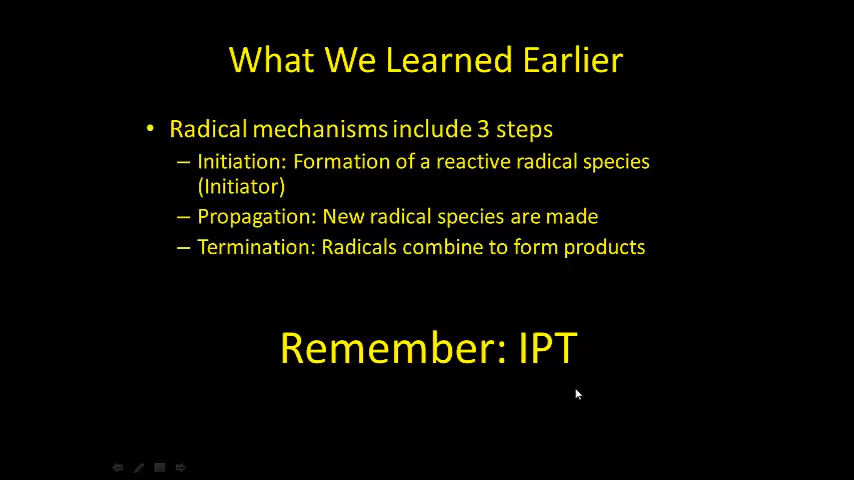 What We Learned Earlier
• Radical mechanisms include 3 steps
– Initiation: Formation of a reactive radical species
(Initiator)
– Propagation: New radical species are made
– Termination: Radicals combine to form products
Remember: IPT